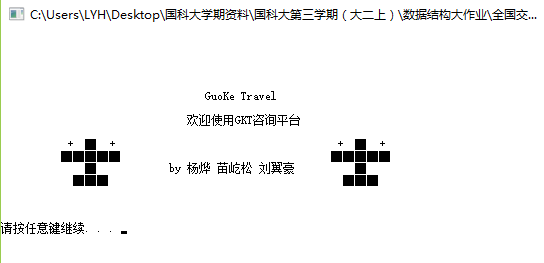 C:\Users\LYH\Desktop\国科大学期资料\国科大第三学期（大二上）\数据结构大作业\全国交...
GuoKe Travel
欢迎使用GKT咨询平台
+ + + +
by 杨烨 苗屹松 刘翼豪
请按任意键继续. . .